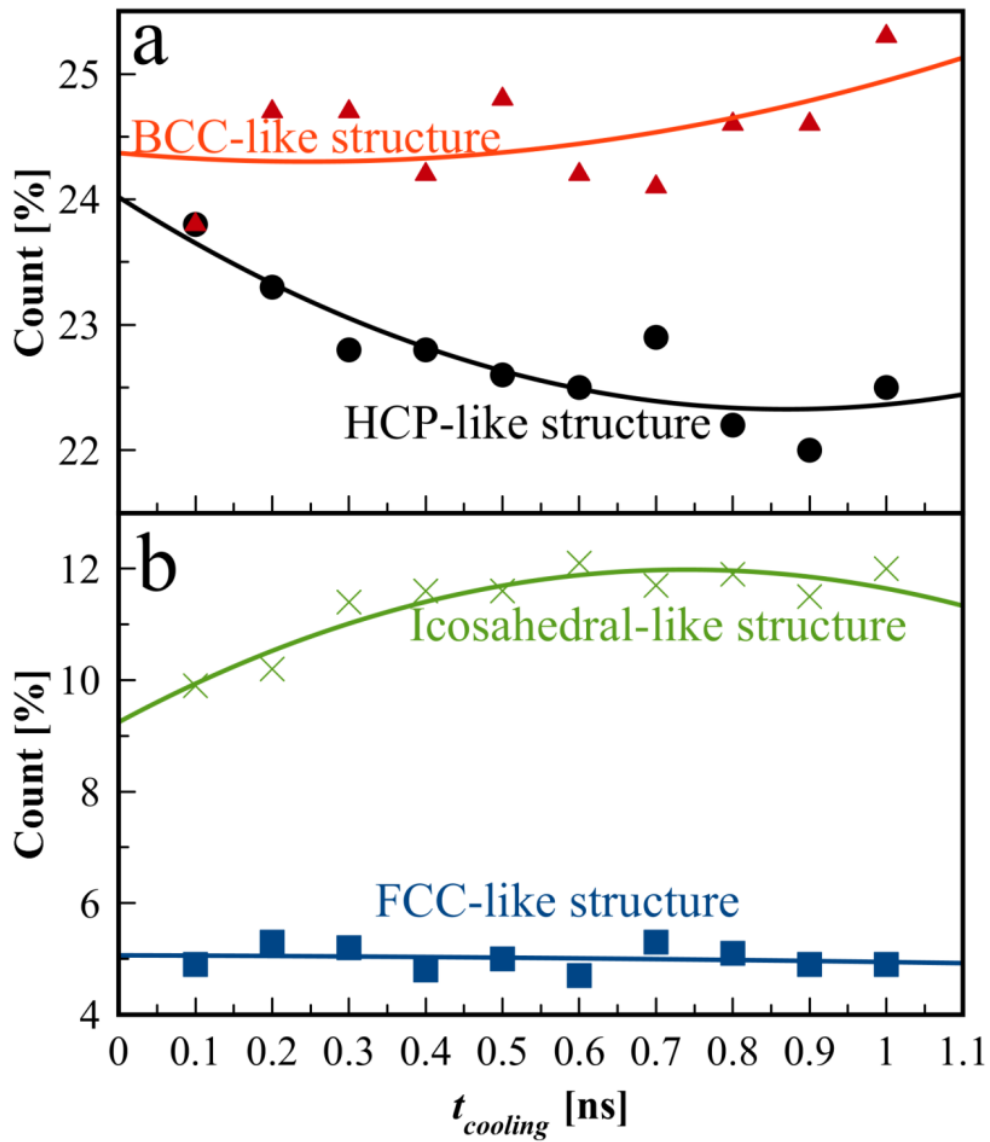 a
25
BCC-like structure
24
Count [%]
23
HCP-like structure
22
b
12
Icosahedral-like structure
10
Count [%]
8
FCC-like structure
6
4
0 0.1 0.2 0.3 0.4 0.5 0.6 0.7 0.8 0.9 1 1.1
t_cooling [ns]